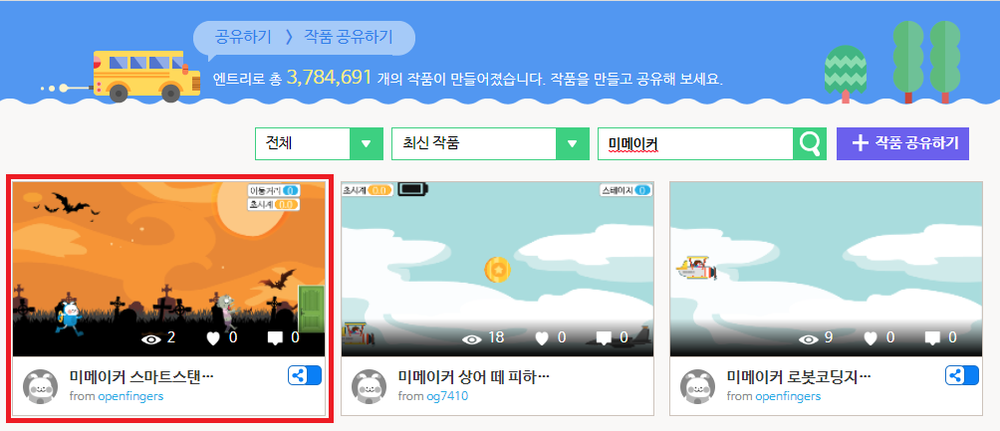 공유하기 〉 작품 공유하기
엔트리로 총 3,784,691 개의 작품이 만들어졌습니다. 작품을 만들고 공유해 보세요.
전체 최신 작품 미메이커 + 작품 공유하기
이동거리 0
초시계 0.0
2 0 0
미메이커 스마트스탠…
from openfingers
초시계 0.0 스테이지 0
18 0 0
미메이커 상어 떼 피하…
from og7410
9 0 0
미메이커 로봇코딩지…
from openfingers